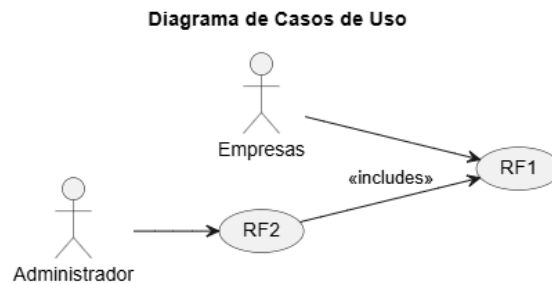 Diagrama de Casos de Uso
Empresas
«includes»
RF1
RF2
Administrador